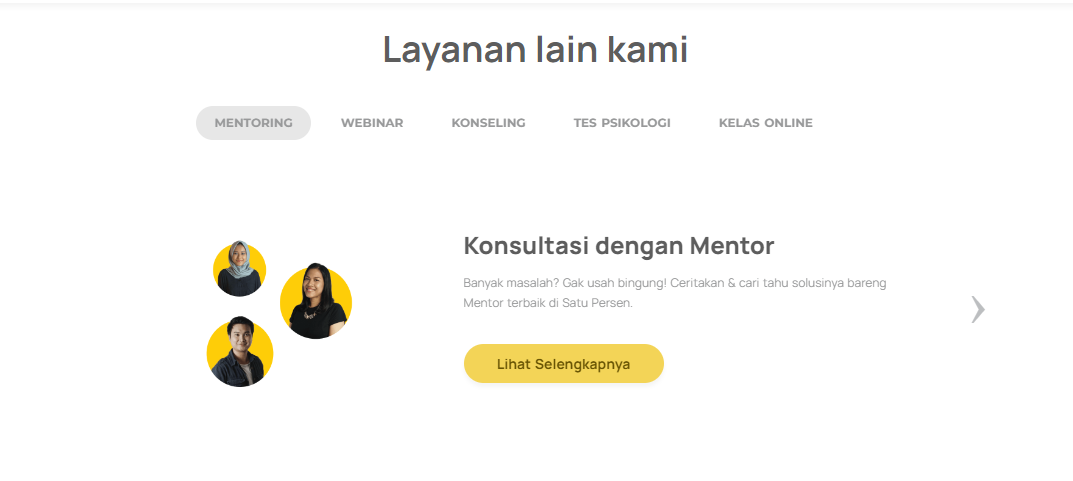 Layanan lain kami
MENTORING WEBINAR KONSELING TES PSIKOLOGI KELAS ONLINE
Konsultasi dengan Mentor
Banyak masalah? Gak usah bingung! Ceritakan & cari tahu solusinya bareng
Mentor terbaik di Satu Persen.
Lihat Selengkapnya